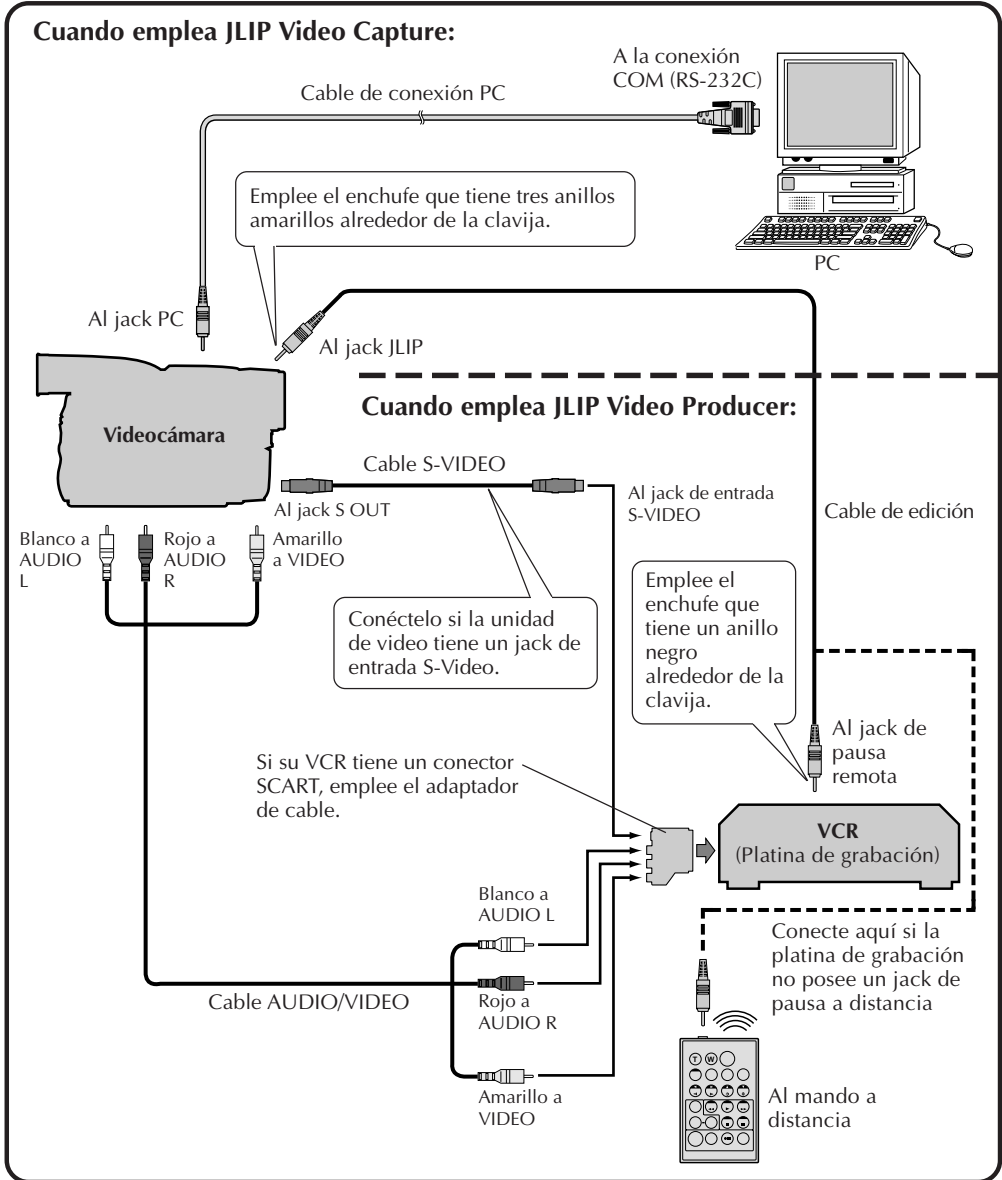 Cuando emplea JLIP Video Capture:
A la conexión
COM (RS-232C)
Cable de conexión PC
Emplee el enchufe que tiene tres anillos
amarillos alrededor de la clavija.
PC
Al jack PC
Al jack JLIP
Cuando emplea JLIP Video Producer:
Videocámara
Cable S-VIDEO
Al jack S OUT
Al jack de entrada
S-VIDEO
Cable de edición
Blanco a
AUDIO
L
Rojo a
AUDIO
R
Amarillo
a VIDEO
Conéctelo si la unidad
de video tiene un jack de
entrada S-Video.
Emplee el
enchufe que
tiene un anillo
negro
alrededor de la
clavija.
Al jack de
pausa
remota
Si su VCR tiene un conector
SCART, emplee el adaptador
de cable.
VCR
(Platina de grabación)
Blanco a
AUDIO L
Conecte aquí si la
platina de grabación
no posee un jack de
pausa a distancia
Cable AUDIO/VIDEO
Rojo a
AUDIO R
T W
Amarillo a
VIDEO
Al mando a
distancia